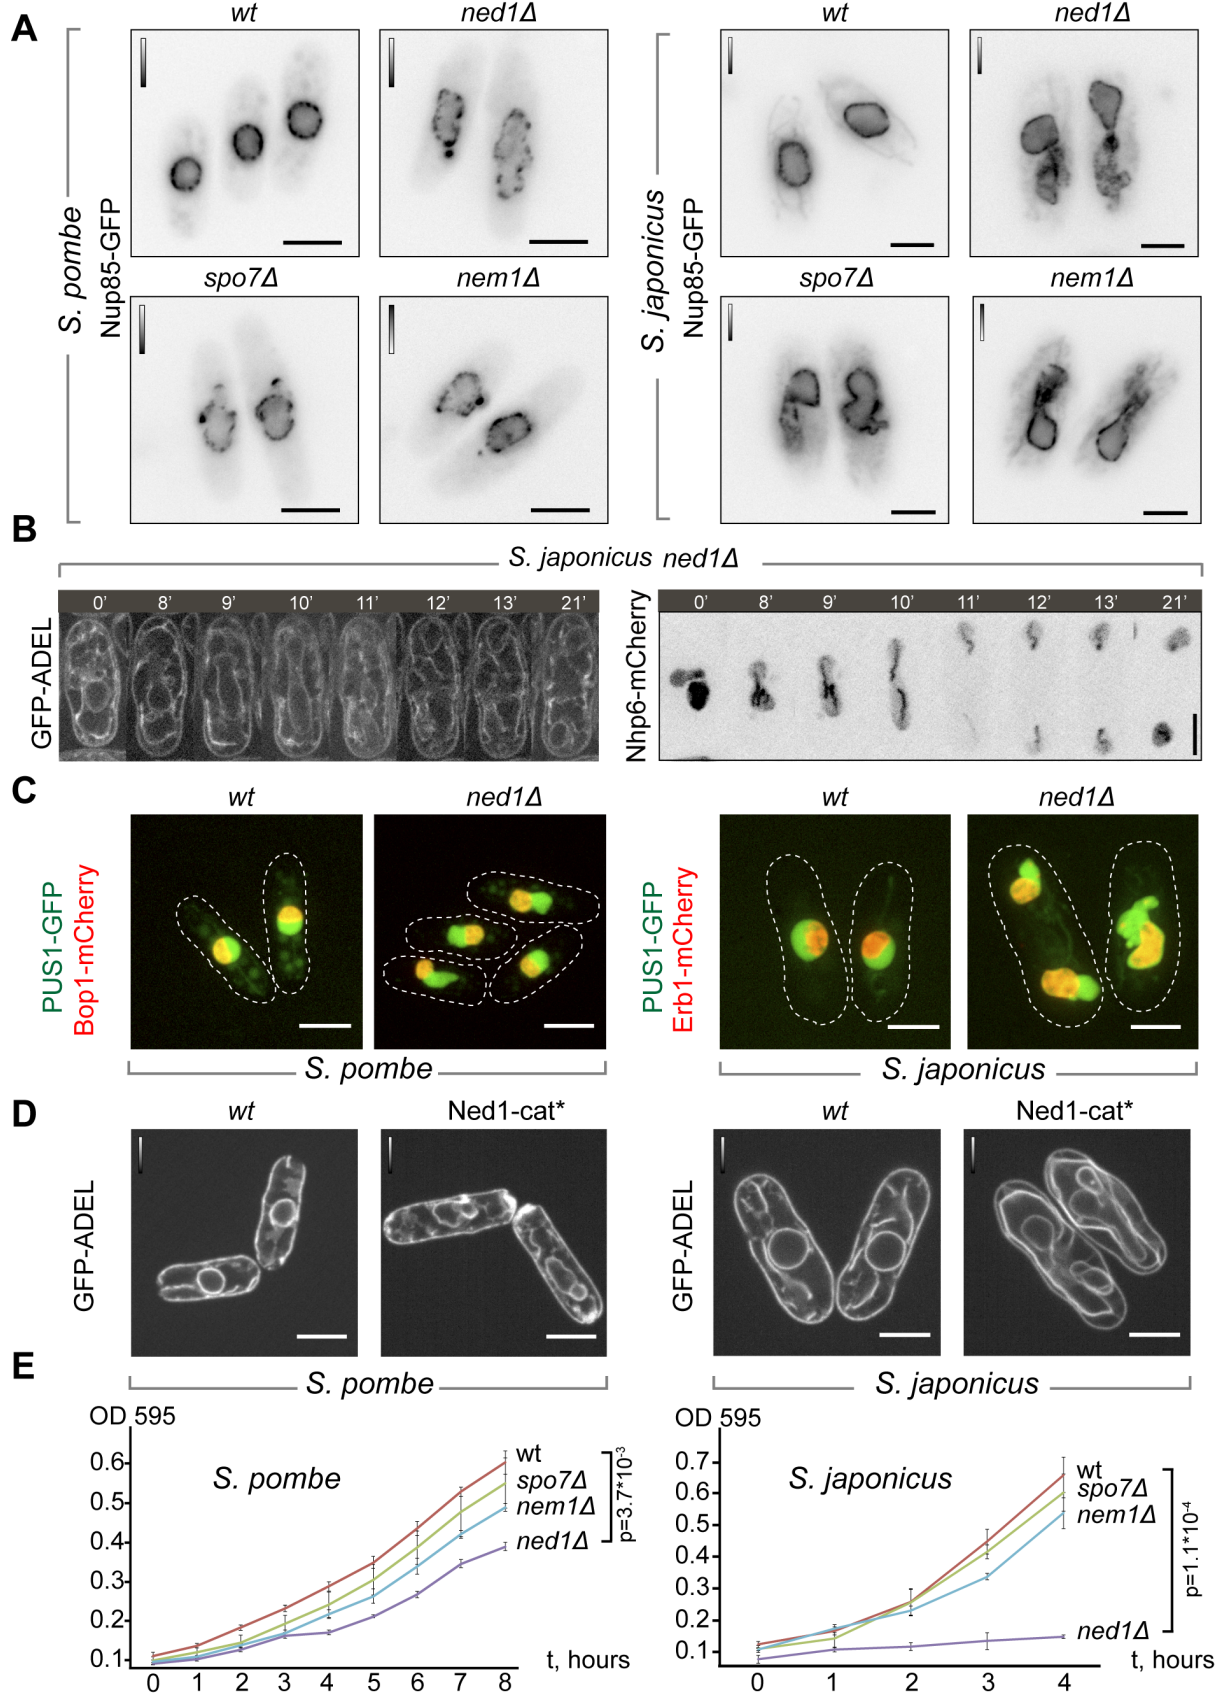 A
wt
ned1Δ
wt
ned1Δ
S. pombe
Nup85-GFP
S. japonicus
Nup85-GFP
spo7Δ
nem1Δ
spo7Δ
nem1Δ
B
S. japonicus ned1Δ
GFP-ADEL
0’ 8’ 9’ 10’ 11’ 12’ 13’ 21’
Nhp6-mCherry
0’ 8’ 9’ 10’ 11’ 12’ 13’ 21’
C
wt
ned1Δ
wt
ned1Δ
PUS1-GFP
Bop1-mCherry
PUS1-GFP
Erb1-mCherry
S. pombe
S. japonicus
D
wt
Ned1-cat*
wt
Ned1-cat*
GFP-ADEL
GFP-ADEL
S. pombe
S. japonicus
E
OD 595
S. pombe
0.6
0.5
0.4
0.3
0.2
0.1
wt
spo7Δ
nem1Δ
ned1Δ
p=3.7*10-3
t, hours
0 1 2 3 4 5 6 7 8
OD 595
S. japonicus
0.7
0.6
0.5
0.4
0.3
0.2
0.1
wt
spo7Δ
nem1Δ
ned1Δ
p=1.1*10-4
t, hours
0 1 2 3 4